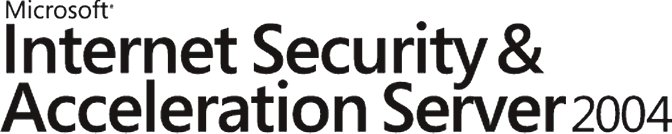 Microsoft®
Internet Security &
Acceleration Server 2004